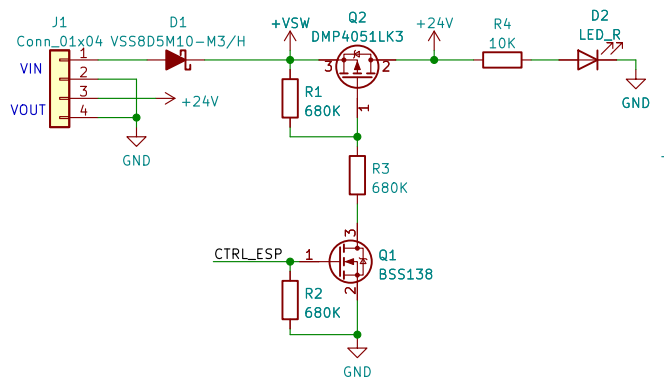 J1
Conn_01x04
VIN
VOUT
1
2
3
4
D1
VSS8D5M10-M3/H
+24V
GND
+VSW
Q2
DMP4051LK3
3
2
1
+24V
R1
680K
R4
10K
D2
LED_R
GND
R3
680K
CTRL_ESP
1
3
2
Q1
BSS138
R2
680K
GND